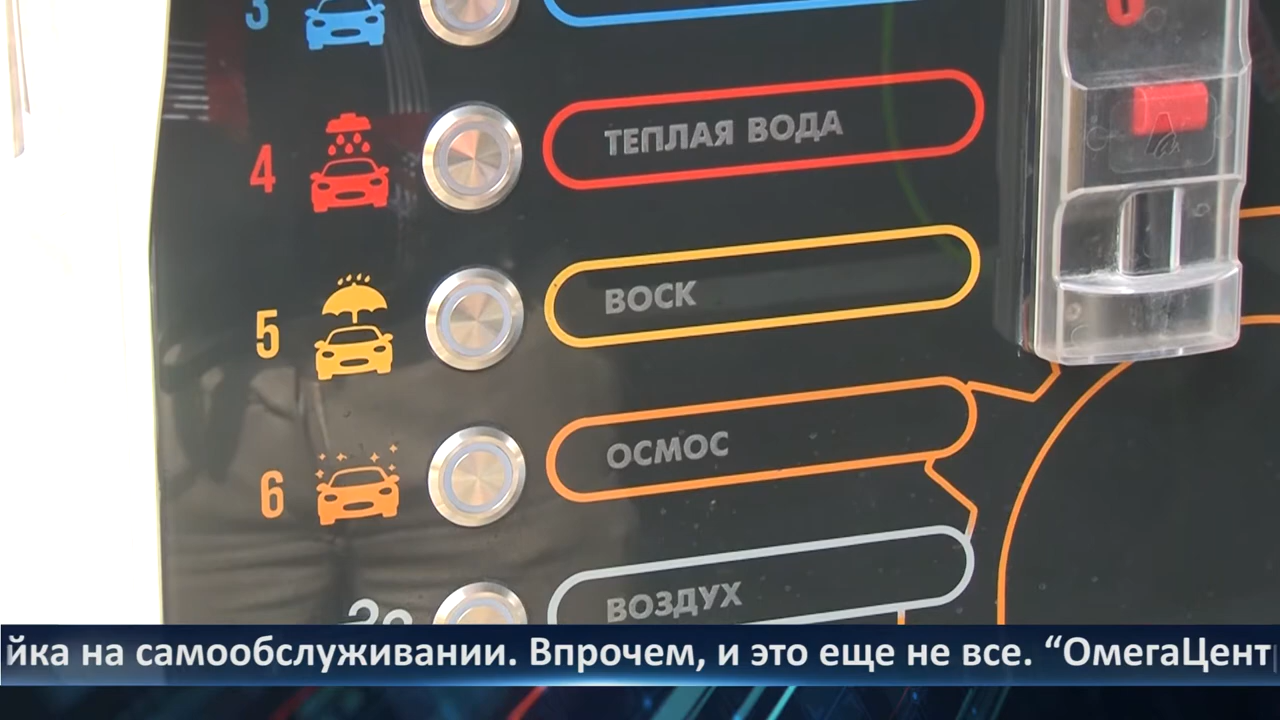 3
4 ТЕПЛАЯ ВОДА
5 ВОСК
6 ОСМОС
ВОЗДУХ
йка на самообслуживании. Впрочем, и это еще не все. “ОмегаЦент